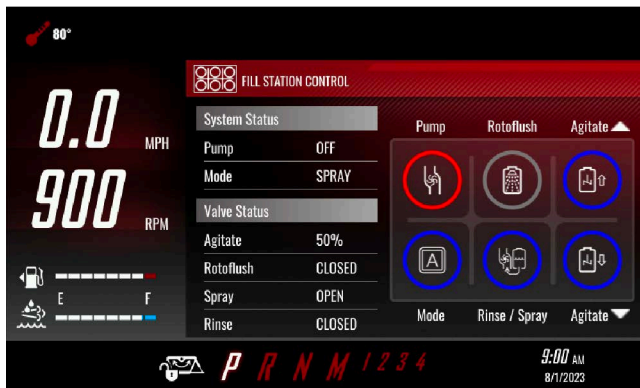 80°
FILL STATION CONTROL
0.0 MPH
900 RPM
E F
System Status
Pump OFF
Mode SPRAY
Valve Status
Agitate 50%
Rotoflush CLOSED
Spray OPEN
Rinse CLOSED
Pump Rotoflush Agitate
A
Mode Rinse / Spray Agitate
P R N M 1 2 3 4
9:00 AM
8/1/2023